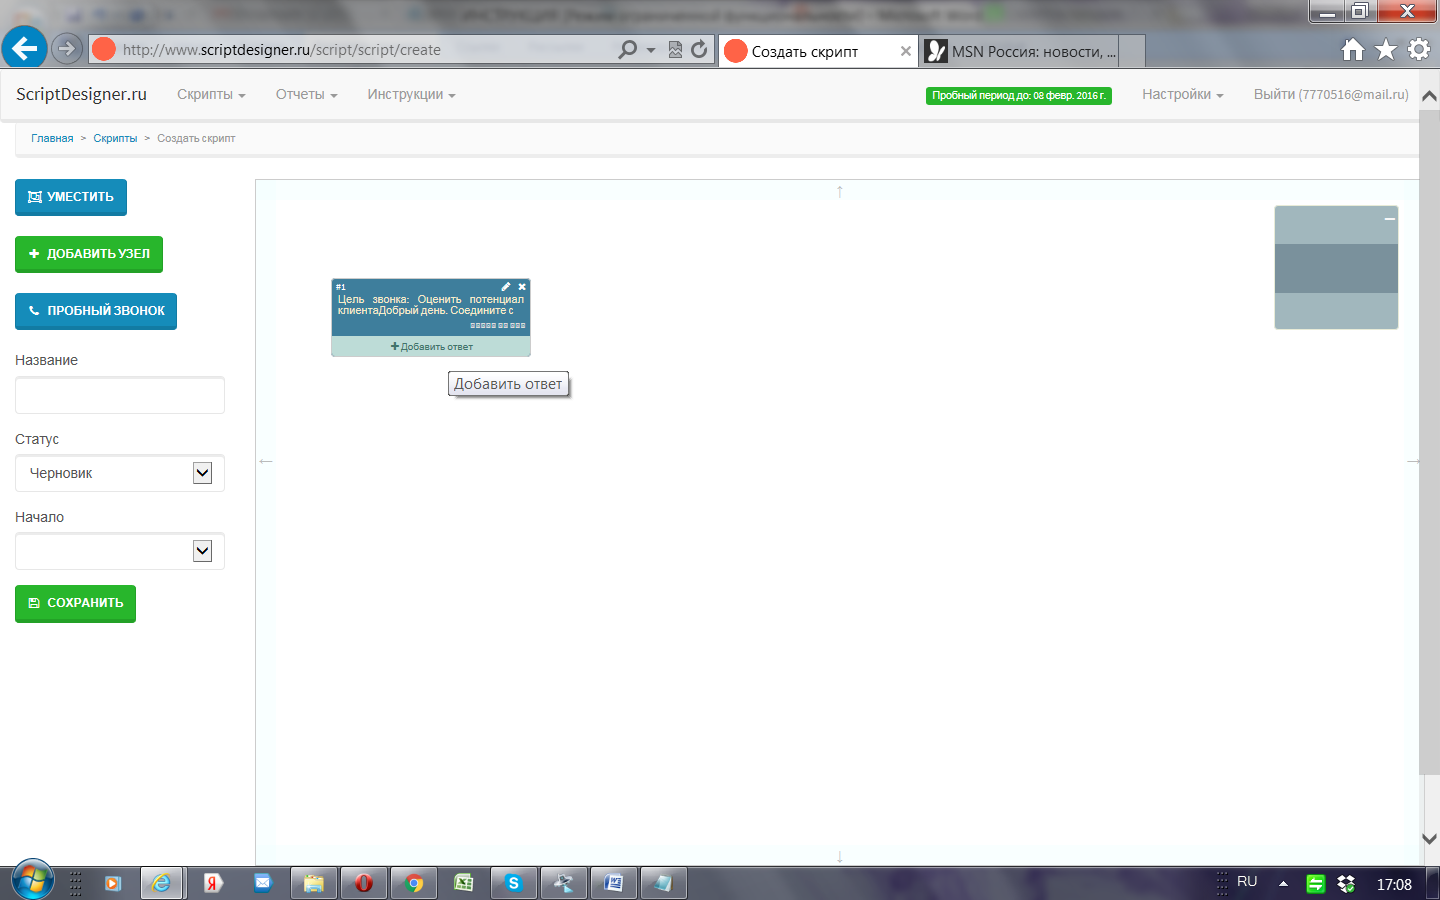 http://www.scriptdesigner.ru/script/script/create
Создать скрипт
MSN Россия: новости, ...
ScriptDesigner.ru
Скрипты
Отчеты
Инструкции
Пробный период до: 08 февр. 2016 г.
Настройки
Выйти (7770516@mail.ru)
Главная > Скрипты > Создать скрипт
УМЕСТИТЬ
ДОБАВИТЬ УЗЕЛ
ПРОБНЫЙ ЗВОНОК
Название
Статус
Черновик
Начало
СОХРАНИТЬ
#1
Цель звонка: Оценить потенциал
клиентаДобрый день. Соедините с
Добавить ответ
Добавить ответ
RU
17:08